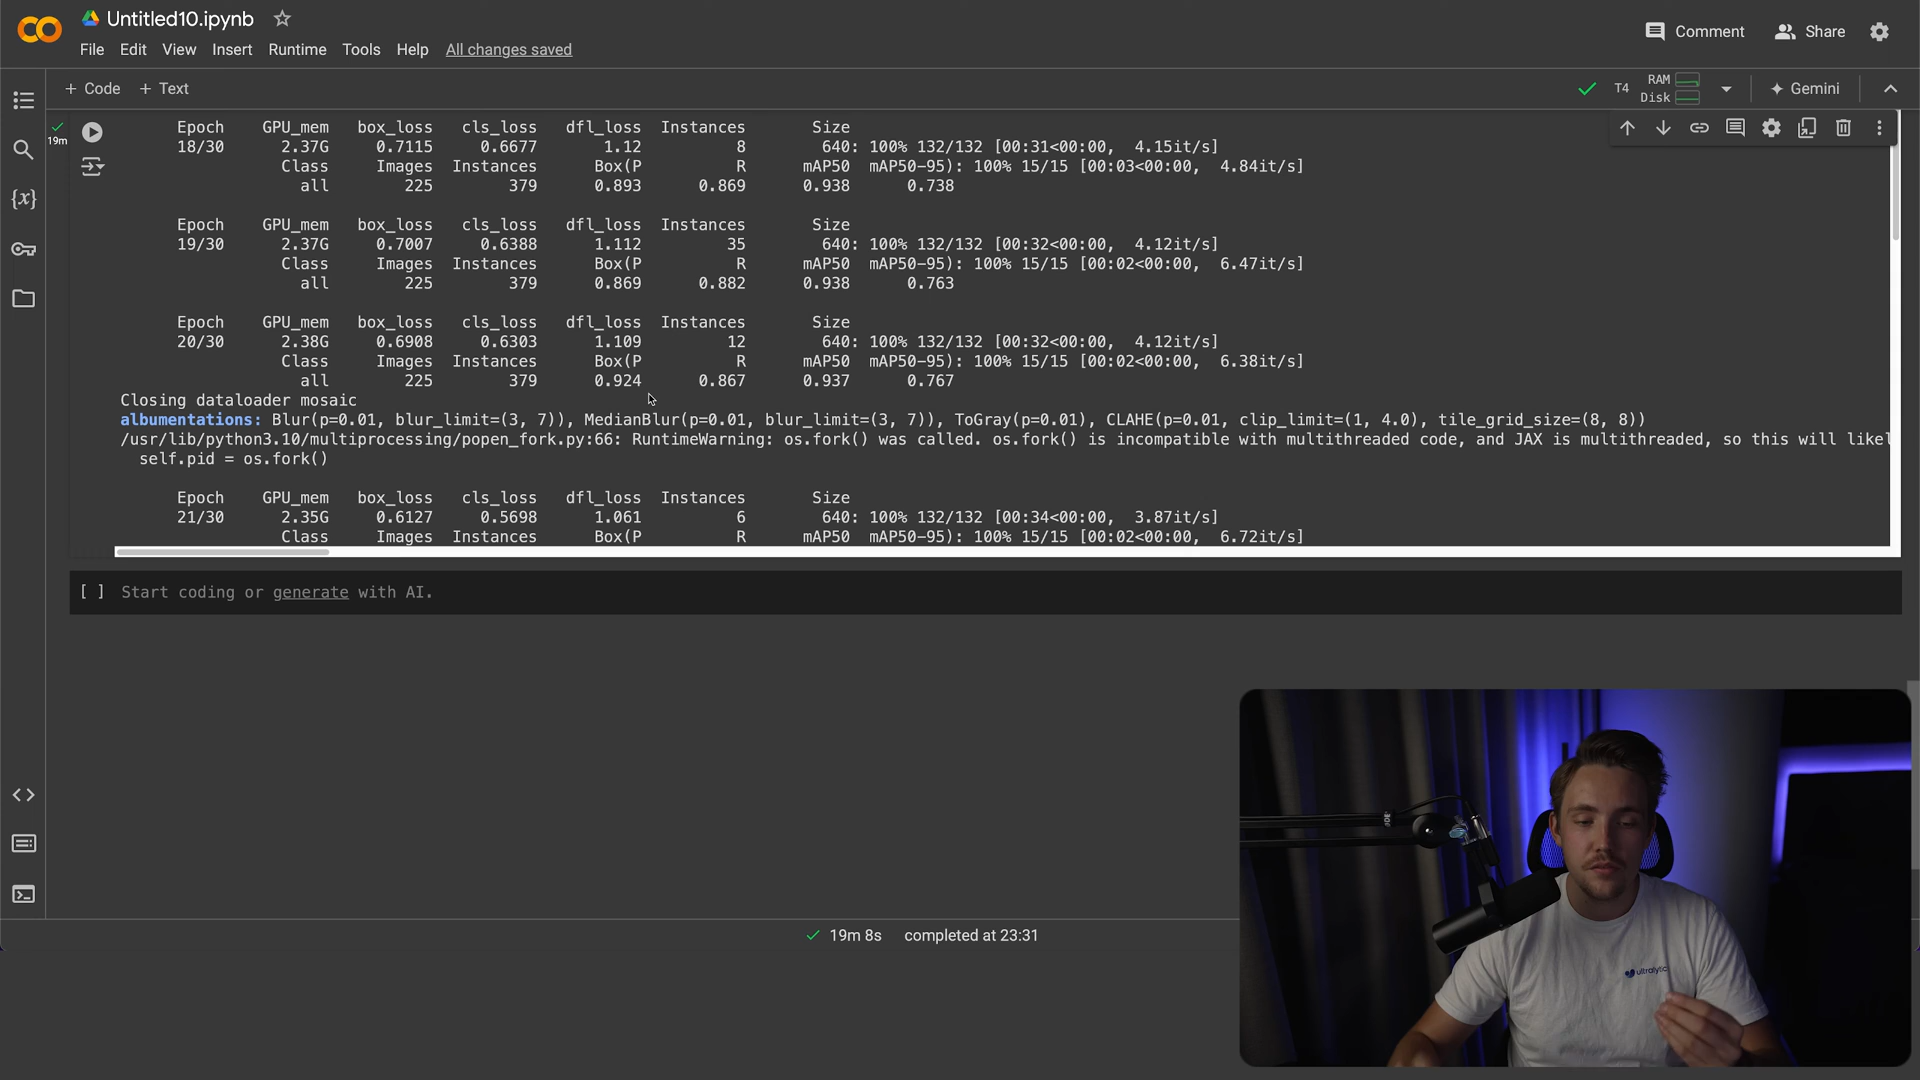 Untitled10.ipynb
File Edit View Insert Runtime Tools Help All changes saved
Comment Share
+ Code + Text
T4 RAM Disk Gemini
19m
Epoch GPU_mem box_loss cls_loss dfl_loss Instances Size
18/30 2.37G 0.7115 0.6677 1.12 8 640: 100% 132/132 [00:31<00:00, 4.15it/s]
Class Images Instances Box(P R mAP50 mAP50-95): 100% 15/15 [00:03<00:00, 4.84it/s]
all 225 379 0.893 0.869 0.938 0.738
Epoch GPU_mem box_loss cls_loss dfl_loss Instances Size
19/30 2.37G 0.7007 0.6388 1.112 35 640: 100% 132/132 [00:32<00:00, 4.12it/s]
Class Images Instances Box(P R mAP50 mAP50-95): 100% 15/15 [00:02<00:00, 6.47it/s]
all 225 379 0.869 0.882 0.938 0.763
Epoch GPU_mem box_loss cls_loss dfl_loss Instances Size
20/30 2.38G 0.6908 0.6303 1.109 12 640: 100% 132/132 [00:32<00:00, 4.12it/s]
Class Images Instances Box(P R mAP50 mAP50-95): 100% 15/15 [00:02<00:00, 6.38it/s]
all 225 379 0.924 0.867 0.937 0.767
Closing dataloader mosaic
albumentations: Blur(p=0.01, blur_limit=(3, 7)), MedianBlur(p=0.01, blur_limit=(3, 7)), ToGray(p=0.01), CLAHE(p=0.01, clip_limit=(1, 4.0), tile_grid_size=(8, 8))
/usr/lib/python3.10/multiprocessing/popen_fork.py:66: RuntimeWarning: os.fork() was called. os.fork() is incompatible with multithreaded code, and JAX is multithreaded, so this will likel
self.pid = os.fork()
Epoch GPU_mem box_loss cls_loss dfl_loss Instances Size
21/30 2.35G 0.6127 0.5698 1.061 6 640: 100% 132/132 [00:34<00:00, 3.87it/s]
Class Images Instances Box(P R mAP50 mAP50-95): 100% 15/15 [00:02<00:00, 6.72it/s]
[ ] Start coding or generate with AI.
19m 8s completed at 23:31
ultralytic